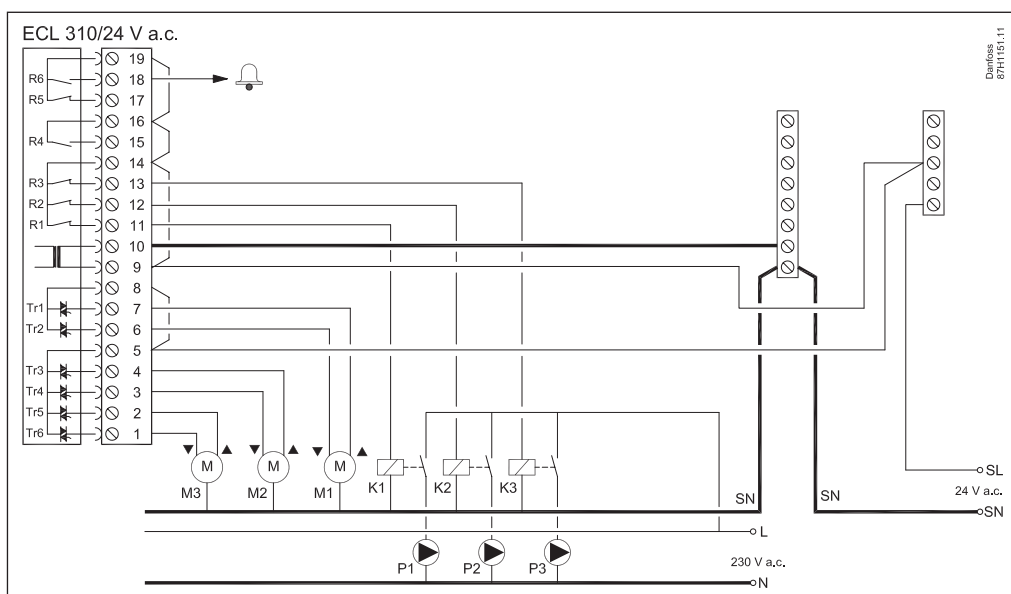 ECL 310/24 V a.c.
Danfoss
87H1151.11
19
R6 18
R5 17
16
R4 15
14
R3 13
R2 12
R1 11
10
9
8
Tr1 7
Tr2 6
5
Tr3 4
Tr4 3
Tr5 2
Tr6 1
M M M
M3 M2 M1 K1 K2 K3
SL
24 V a.c.
SN SN SN
L
P1 P2 P3
230 V a.c.
N